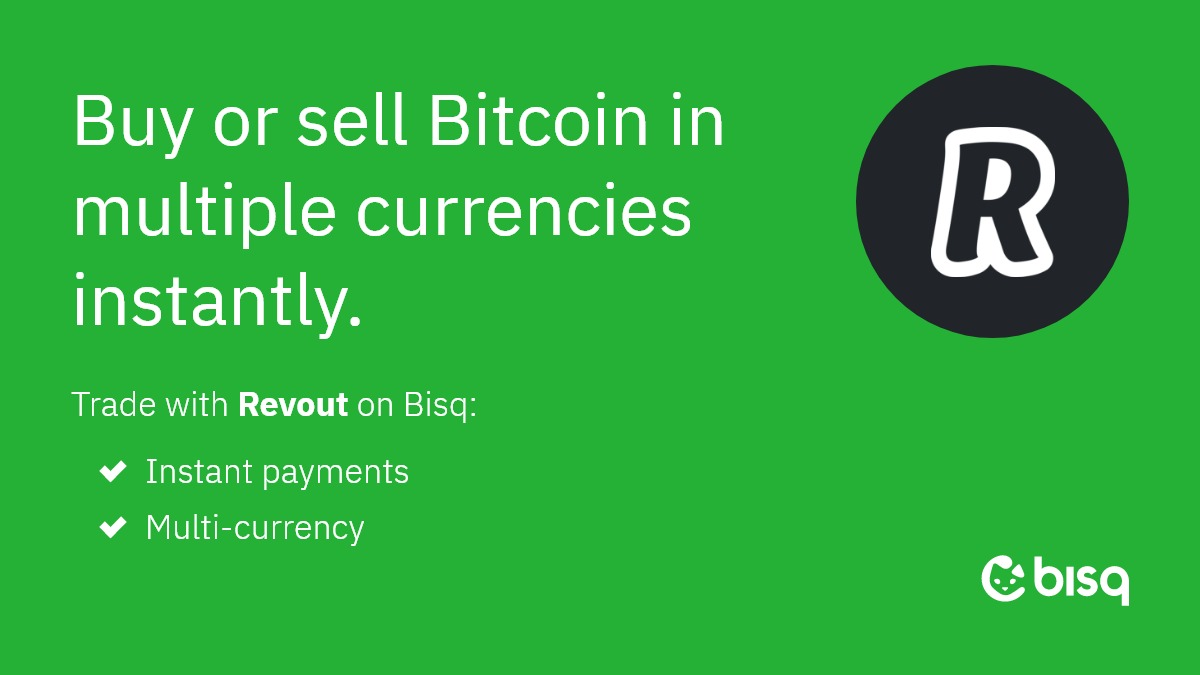 Buy or sell Bitcoin in
multiple currencies
instantly.
R
Trade with Revout on Bisq:
✔ Instant payments
✔ Multi-currency
bisq